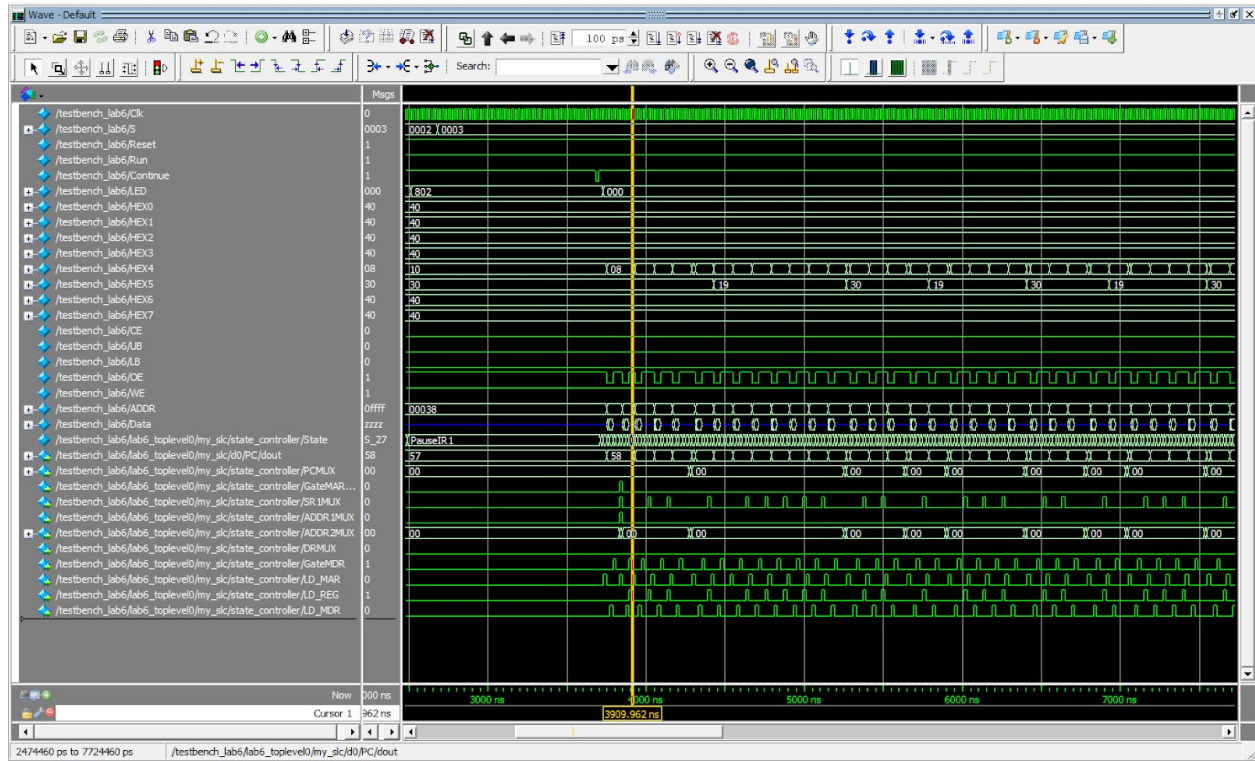 Wave - Default
100 ps
Search:
Msgs
/testbench_lab6/Clk 0
/testbench_lab6/S 0003 0002 0003
/testbench_lab6/Reset 1
/testbench_lab6/Run 1
/testbench_lab6/Continue 1
/testbench_lab6/LED 000 802 000
/testbench_lab6/HEX0 40 40
/testbench_lab6/HEX1 40 40
/testbench_lab6/HEX2 40 40
/testbench_lab6/HEX3 40 40
/testbench_lab6/HEX4 08 10 08
/testbench_lab6/HEX5 30 30 19 30 19 30 19 30
/testbench_lab6/HEX6 40 40
/testbench_lab6/HEX7 40 40
/testbench_lab6/CE 0
/testbench_lab6/UB 0
/testbench_lab6/LB 0
/testbench_lab6/OE 1
/testbench_lab6/WE 1
/testbench_lab6/ADDR 0ffff 00038
/testbench_lab6/Data zzzz
/testbench_lab6/lab6_toplevel0/my_slc/state_controller/State S_27 PauseIR1
/testbench_lab6/lab6_toplevel0/my_slc/d0/PC/dout 58 57 58
/testbench_lab6/lab6_toplevel0/my_slc/state_controller/PCMUX 00 00 00 00 00 00 00 00 00 00
/testbench_lab6/lab6_toplevel0/my_slc/state_controller/GateMAR... 0
/testbench_lab6/lab6_toplevel0/my_slc/state_controller/SR1MUX 0
/testbench_lab6/lab6_toplevel0/my_slc/state_controller/ADDR1MUX 0
/testbench_lab6/lab6_toplevel0/my_slc/state_controller/ADDR2MUX 00 00 00 00 00 00 00 00 00 00 00
/testbench_lab6/lab6_toplevel0/my_slc/state_controller/DRMUX 0
/testbench_lab6/lab6_toplevel0/my_slc/state_controller/GateMDR 1
/testbench_lab6/lab6_toplevel0/my_slc/state_controller/LD_MAR 0
/testbench_lab6/lab6_toplevel0/my_slc/state_controller/LD_REG 1
/testbench_lab6/lab6_toplevel0/my_slc/state_controller/LD_MDR 0
Now 000 ns 3000 ns 4000 ns 5000 ns 6000 ns 7000 ns
Cursor 1 962 ns 3909.962 ns
2474460 ps to 7724460 ps /testbench_lab6/lab6_toplevel0/my_slc/d0/PC/dout